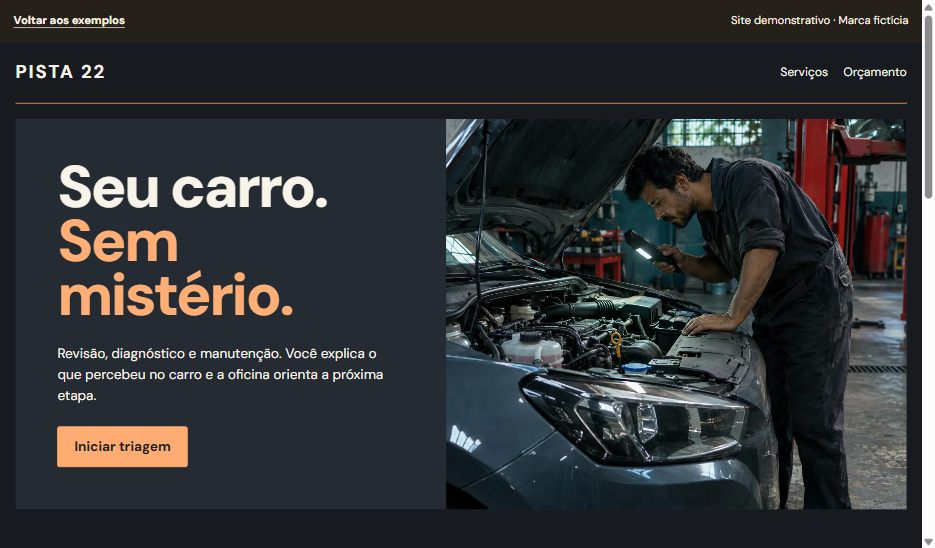 Voltar aos exemplos
Site demonstrativo · Marca fictícia
PISTA 22
Serviços
Orçamento
Seu carro.
Sem
mistério.
Revisão, diagnóstico e manutenção. Você explica o
que percebeu no carro e a oficina orienta a próxima
etapa.
Iniciar triagem